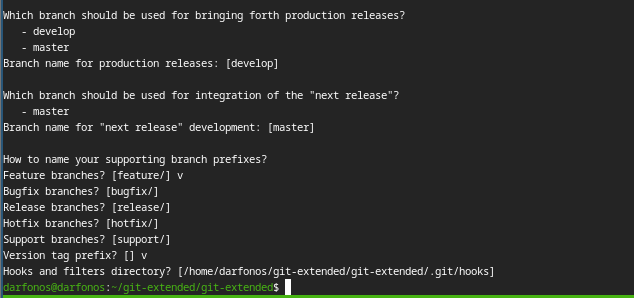 Which branch should be used for bringing forth production releases?
   - develop
   - master
Branch name for production releases: [develop]
Which branch should be used for integration of the "next release"?
   - master
Branch name for "next release" development: [master]
How to name your supporting branch prefixes?
Feature branches? [feature/] v
Bugfix branches? [bugfix/]
Release branches? [release/]
Hotfix branches? [hotfix/]
Support branches? [support/]
Version tag prefix? [] v
Hooks and filters directory? [/home/darfonos/git-extended/git-extended/.git/hooks]
darfonos@darfonos:~/git-extended/git-extended$